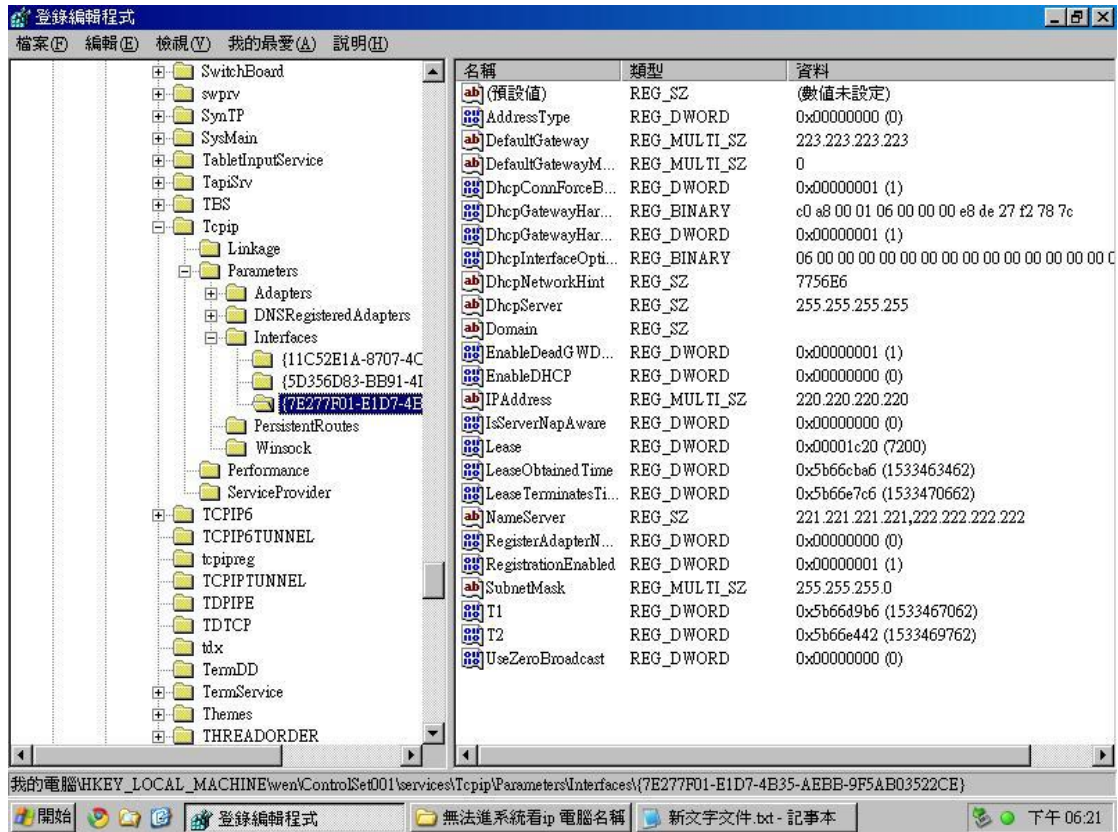 登錄編輯程式
檔案(F) 編輯(E) 檢視(V) 我的最愛(A) 說明(H)
SwitchBoard
swprv
SynTP
SysMain
TabletInputService
TapiSrv
TBS
Tcpip
Linkage
Parameters
Adapters
DNSRegisteredAdapters
Interfaces
{11C52E1A-8707-4C
{5D356D83-BB91-4I
{7E277F01-E1D7-4B
PersistentRoutes
Winsock
Performance
ServiceProvider
TCPIP6
TCPIP6TUNNEL
tcpipreg
TCPIPTUNNEL
TDPIPE
TDTCP
tdx
TermDD
TermService
Themes
THREADORDER
名稱 類型 資料
(預設值) REG_SZ (數值未設定)
AddressType REG_DWORD 0x00000000 (0)
DefaultGateway REG_MULTI_SZ 223.223.223.223
DefaultGatewayM... REG_MULTI_SZ 0
DhcpConnForceB... REG_DWORD 0x00000001 (1)
DhcpGatewayHar... REG_BINARY c0 a8 00 01 06 00 00 00 e8 de 27 f2 78 7c
DhcpGatewayHar... REG_DWORD 0x00000001 (1)
DhcpInterfaceOpti... REG_BINARY 06 00 00 00 00 00 00 00 00 00 00 00 00 00 00 0
DhcpNetworkHint REG_SZ 7756E6
DhcpServer REG_SZ 255.255.255.255
Domain REG_SZ
EnableDeadGWD... REG_DWORD 0x00000001 (1)
EnableDHCP REG_DWORD 0x00000000 (0)
IPAddress REG_MULTI_SZ 220.220.220.220
IsServerNapAware REG_DWORD 0x00000000 (0)
Lease REG_DWORD 0x00001c20 (7200)
LeaseObtainedTime REG_DWORD 0x5b66cba6 (1533463462)
LeaseTerminatesTi... REG_DWORD 0x5b66e7c6 (1533470662)
NameServer REG_SZ 221.221.221.221,222.222.222.222
RegisterAdapterN... REG_DWORD 0x00000000 (0)
RegistrationEnabled REG_DWORD 0x00000001 (1)
SubnetMask REG_MULTI_SZ 255.255.255.0
T1 REG_DWORD 0x5b66d9b6 (1533467062)
T2 REG_DWORD 0x5b66e442 (1533469762)
UseZeroBroadcast REG_DWORD 0x00000000 (0)
我的電腦\HKEY_LOCAL_MACHINE\wen\ControlSet001\services\Tcpip\Parameters\Interfaces\{7E277F01-E1D7-4B35-AEBB-9F5AB03522CE}
開始 登錄編輯程式 無法進系統看ip 電腦名稱 新文字文件.txt - 記事本 下午 06:21